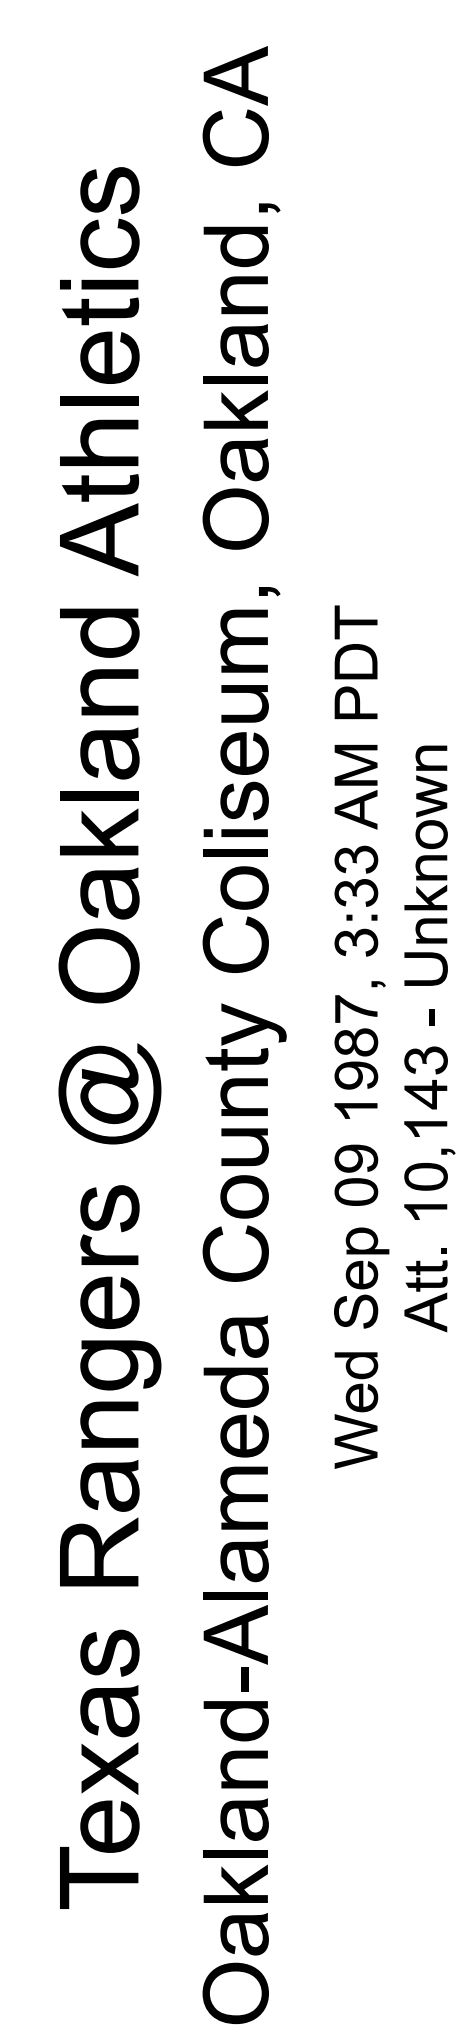 Texas Rangers @ Oakland Athletics
Oakland-Alameda County Coliseum, Oakland, CA
Wed Sep 09 1987, 3:33 AM PDT
Att. 10,143 - Unknown